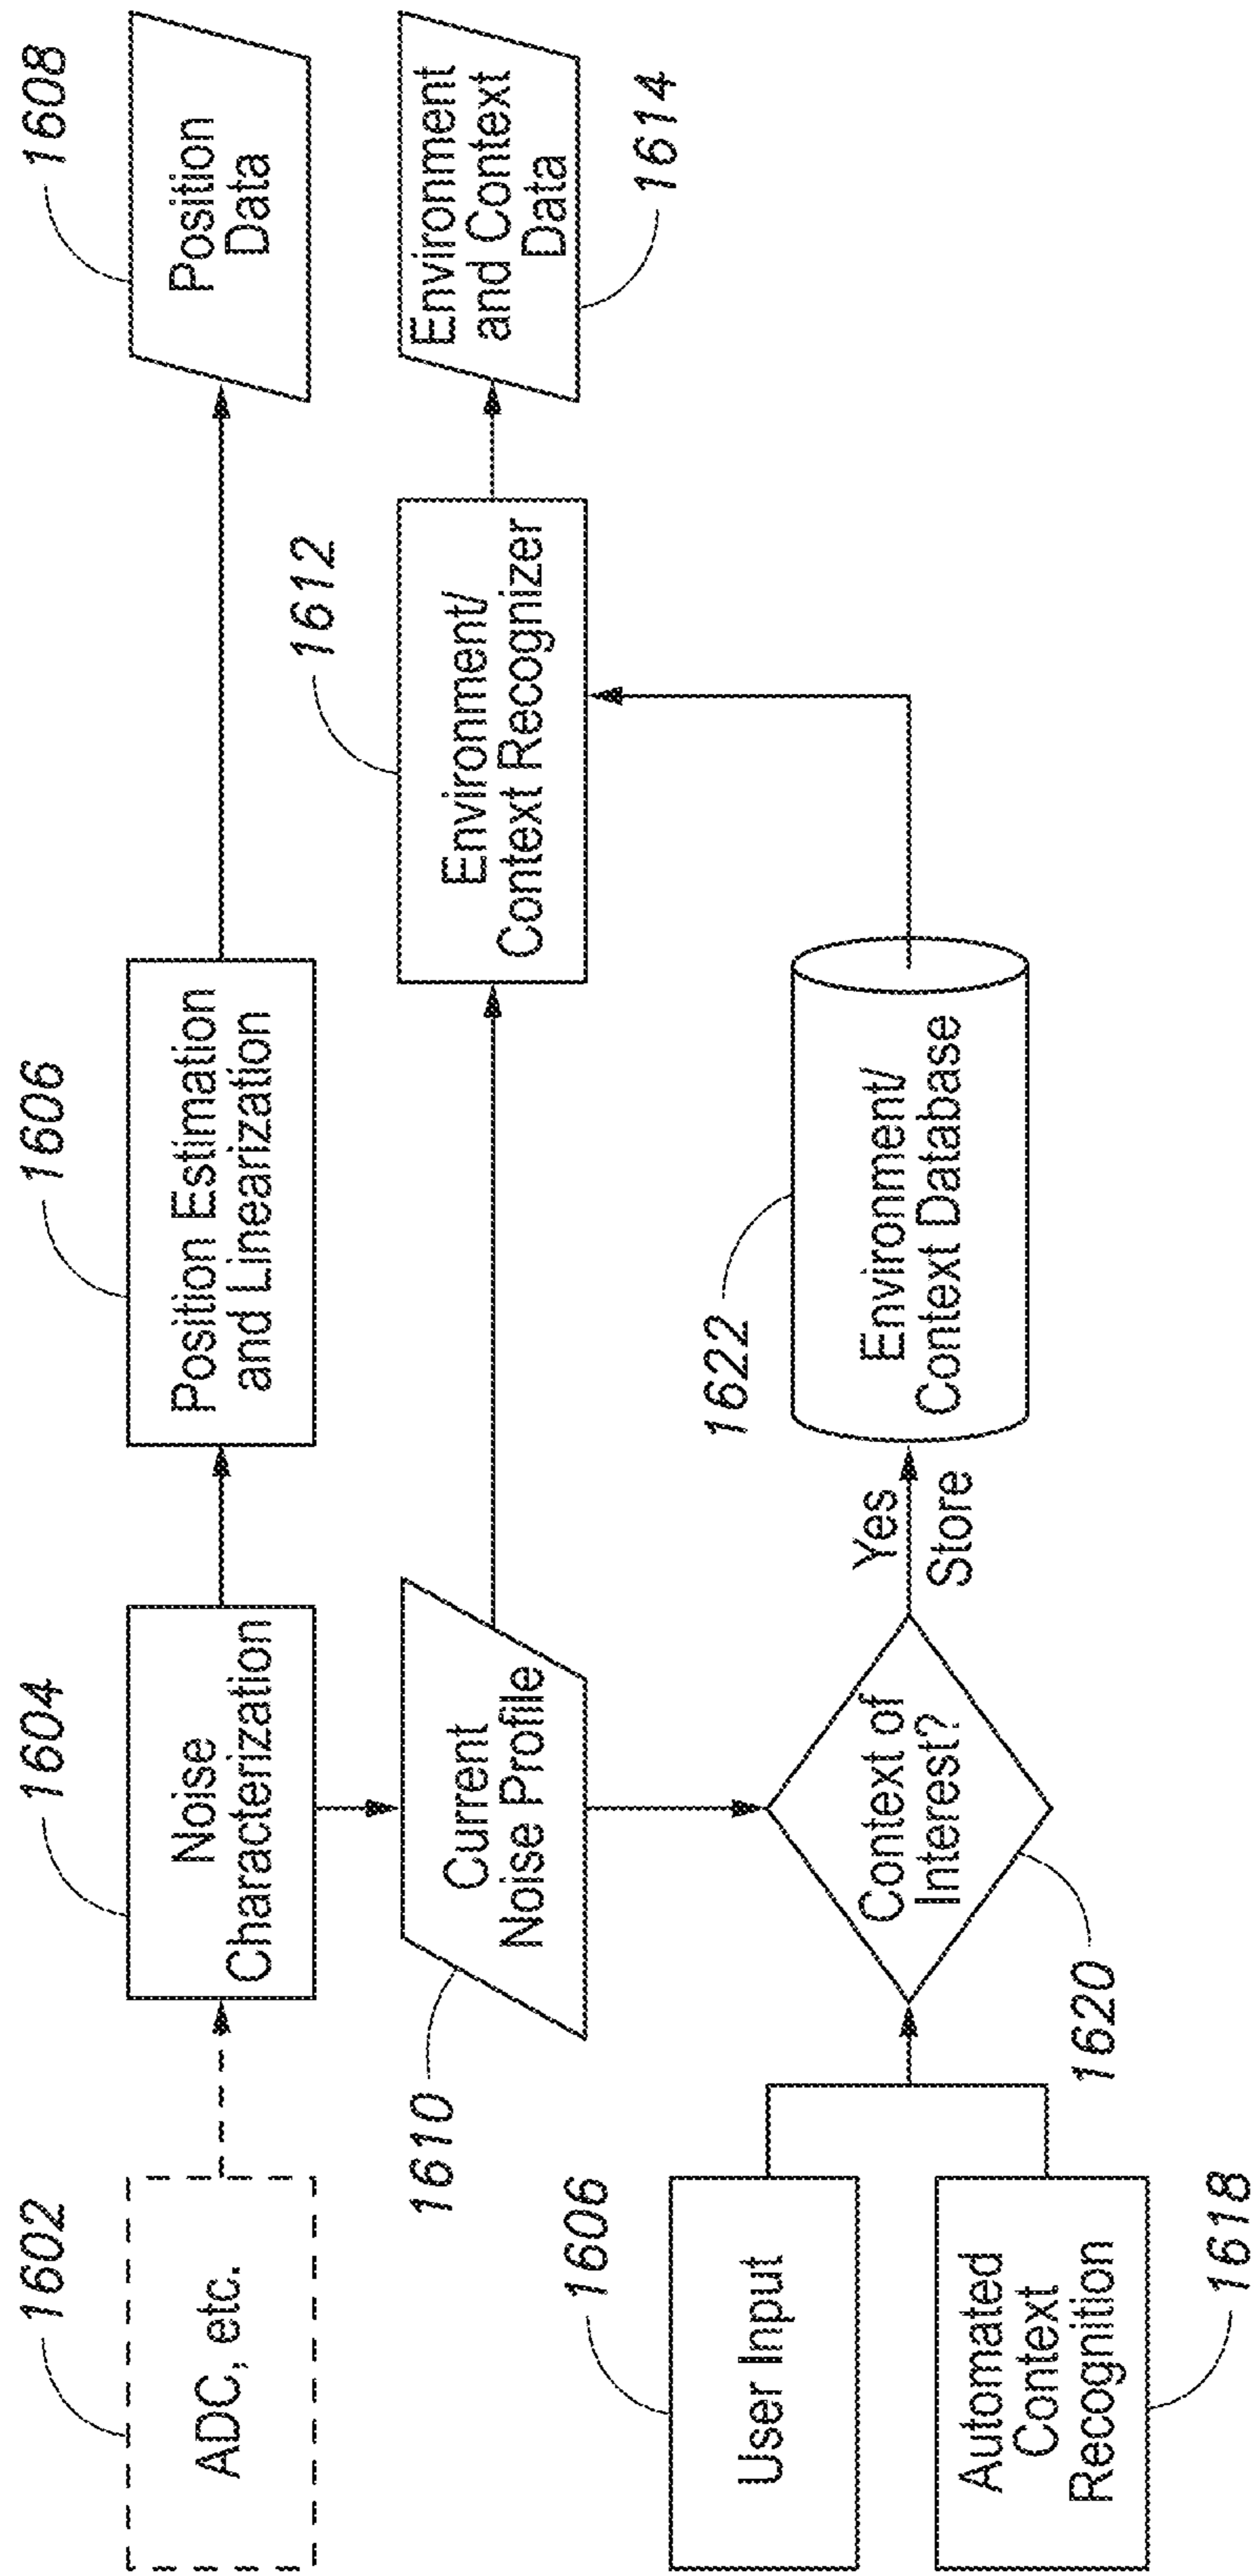 1602
ADC, etc.
1604
Noise
Characterization
1606
Position Estimation
and Linearization
1608
Position
Data
1610
Current
Noise Profile
1612
Environment/
Context Recognizer
Environment
and Context
Data
1614
1606
User Input
Automated
Context
Recognition
1618
Context of
Interest?
1620
Yes
Store
1622
Environment/
Context Database